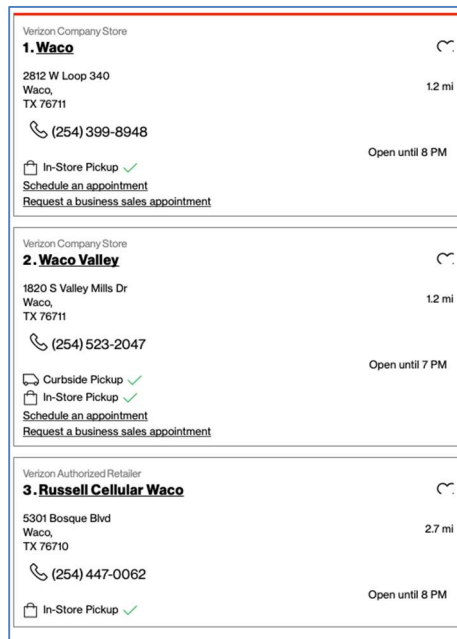 Verizon Company Store
1. Waco
2812 W Loop 340
Waco,
TX 76711
1.2 mi
(254) 399-8948
Open until 8 PM
In-Store Pickup
Schedule an appointment
Request a business sales appointment
Verizon Company Store
2. Waco Valley
1820 S Valley Mills Dr
Waco,
TX 76711
1.2 mi
(254) 523-2047
Open until 7 PM
Curbside Pickup
In-Store Pickup
Schedule an appointment
Request a business sales appointment
Verizon Authorized Retailer
3. Russell Cellular Waco
5301 Bosque Blvd
Waco,
TX 76710
2.7 mi
(254) 447-0062
Open until 8 PM
In-Store Pickup